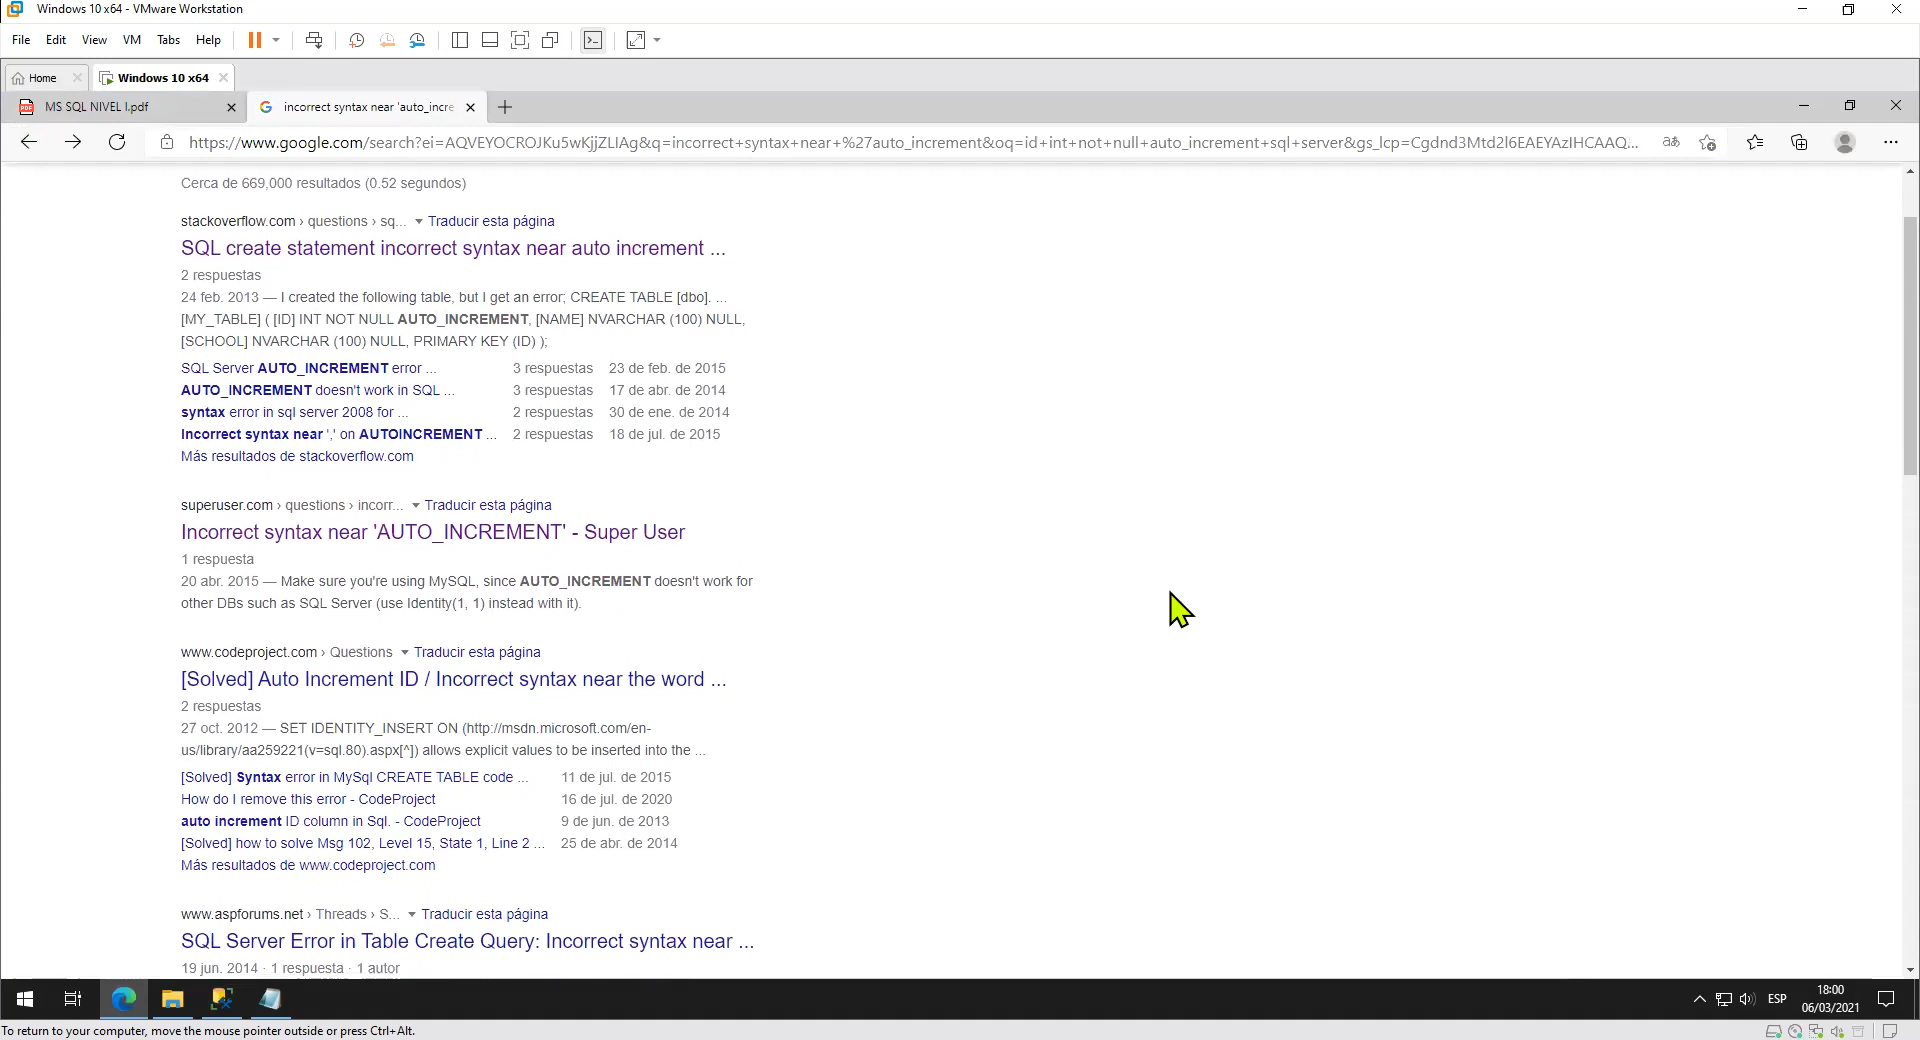 Windows 10 x64 - VMware Workstation
File Edit View VM Tabs Help
Home Windows 10 x64
MS SQL NIVEL I.pdf incorrect syntax near 'auto_incre
https://www.google.com/search?ei=AQVEYOCROJKu5wKjjZLIAg&q=incorrect+syntax+near+%27auto_increment&oq=id+int+not+null+auto_increment+sql+server&gs_lcp=Cgdnd3Mtd2l6EAEYAzIHCAAQ...
Cerca de 669,000 resultados (0.52 segundos)
stackoverflow.com › questions › sq... Traducir esta página
SQL create statement incorrect syntax near auto increment ...
2 respuestas
24 feb. 2013 — I created the following table, but I get an error; CREATE TABLE [dbo]. ...
[MY_TABLE] ( [ID] INT NOT NULL AUTO_INCREMENT, [NAME] NVARCHAR (100) NULL,
[SCHOOL] NVARCHAR (100) NULL, PRIMARY KEY (ID) );
SQL Server AUTO_INCREMENT error ... 3 respuestas 23 de feb. de 2015
AUTO_INCREMENT doesn't work in SQL ... 3 respuestas 17 de abr. de 2014
syntax error in sql server 2008 for ... 2 respuestas 30 de ene. de 2014
Incorrect syntax near ',' on AUTOINCREMENT ... 2 respuestas 18 de jul. de 2015
Más resultados de stackoverflow.com
superuser.com › questions › incorr... Traducir esta página
Incorrect syntax near 'AUTO_INCREMENT' - Super User
1 respuesta
20 abr. 2015 — Make sure you're using MySQL, since AUTO_INCREMENT doesn't work for
other DBs such as SQL Server (use Identity(1, 1) instead with it).
www.codeproject.com › Questions Traducir esta página
[Solved] Auto Increment ID / Incorrect syntax near the word ...
2 respuestas
27 oct. 2012 — SET IDENTITY_INSERT ON (http://msdn.microsoft.com/en-
us/library/aa259221(v=sql.80).aspx[^]) allows explicit values to be inserted into the ...
[Solved] Syntax error in MySql CREATE TABLE code ... 11 de jul. de 2015
How do I remove this error - CodeProject 16 de jul. de 2020
auto increment ID column in Sql. - CodeProject 9 de jun. de 2013
[Solved] how to solve Msg 102, Level 15, State 1, Line 2 ... 25 de abr. de 2014
Más resultados de www.codeproject.com
www.aspforums.net › Threads › S... Traducir esta página
SQL Server Error in Table Create Query: Incorrect syntax near ...
19 jun. 2014 · 1 respuesta · 1 autor
ESP 18:00
06/03/2021
To return to your computer, move the mouse pointer outside or press Ctrl+Alt.